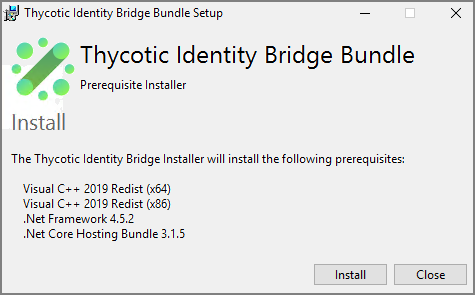 Thycotic Identity Bridge Bundle Setup
Thycotic Identity Bridge Bundle
Prerequisite Installer
Install
The Thycotic Identity Bridge Installer will install the following prerequisites:
Visual C++ 2019 Redist (x64)
Visual C++ 2019 Redist (x86)
.Net Framework 4.5.2
.Net Core Hosting Bundle 3.1.5
Install Close